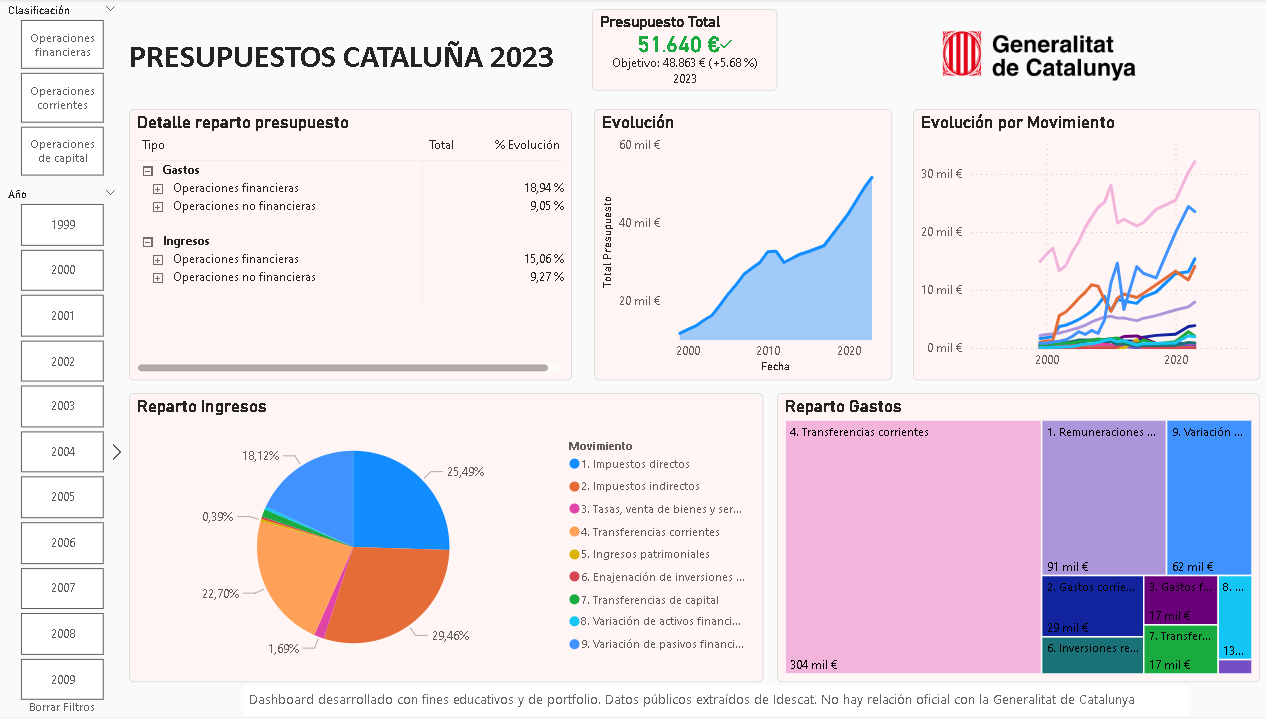 Clasificación
Operaciones
financieras
Operaciones
corrientes
Operaciones
de capital
Año
1999
2000
2001
2002
2003
2004
2005
2006
2007
2008
2009
Borrar Filtros
PRESUPUESTOS CATALUÑA 2023
Presupuesto Total
51.640 €
Objetivo: 48.863 € (+5.68 %)
2023
Generalitat
de Catalunya
Detalle reparto presupuesto
Tipo Total % Evolución
Gastos
Operaciones financieras 18,94 %
Operaciones no financieras 9,05 %
Ingresos
Operaciones financieras 15,06 %
Operaciones no financieras 9,27 %
Evolución
60 mil €
40 mil €
20 mil €
Total Presupuesto
2000 2010 2020
Fecha
Evolución por Movimiento
30 mil €
20 mil €
10 mil €
0 mil €
2000 2020
Reparto Ingresos
18,12%
25,49%
0,39%
22,70%
29,46%
1,69%
Movimiento
1. Impuestos directos
2. Impuestos indirectos
3. Tasas, venta de bienes y ser...
4. Transferencias corrientes
5. Ingresos patrimoniales
6. Enajenación de inversiones ...
7. Transferencias de capital
8. Variación de activos financi...
9. Variación de pasivos financi...
Reparto Gastos
4. Transferencias corrientes
304 mil €
1. Remuneraciones ...
91 mil €
9. Variación ...
62 mil €
2. Gastos corrie...
29 mil €
3. Gastos f...
17 mil €
8. ...
13...
6. Inversiones re...
7. Transfer...
17 mil €
Dashboard desarrollado con fines educativos y de portfolio. Datos públicos extraídos de Idescat. No hay relación oficial con la Generalitat de Catalunya